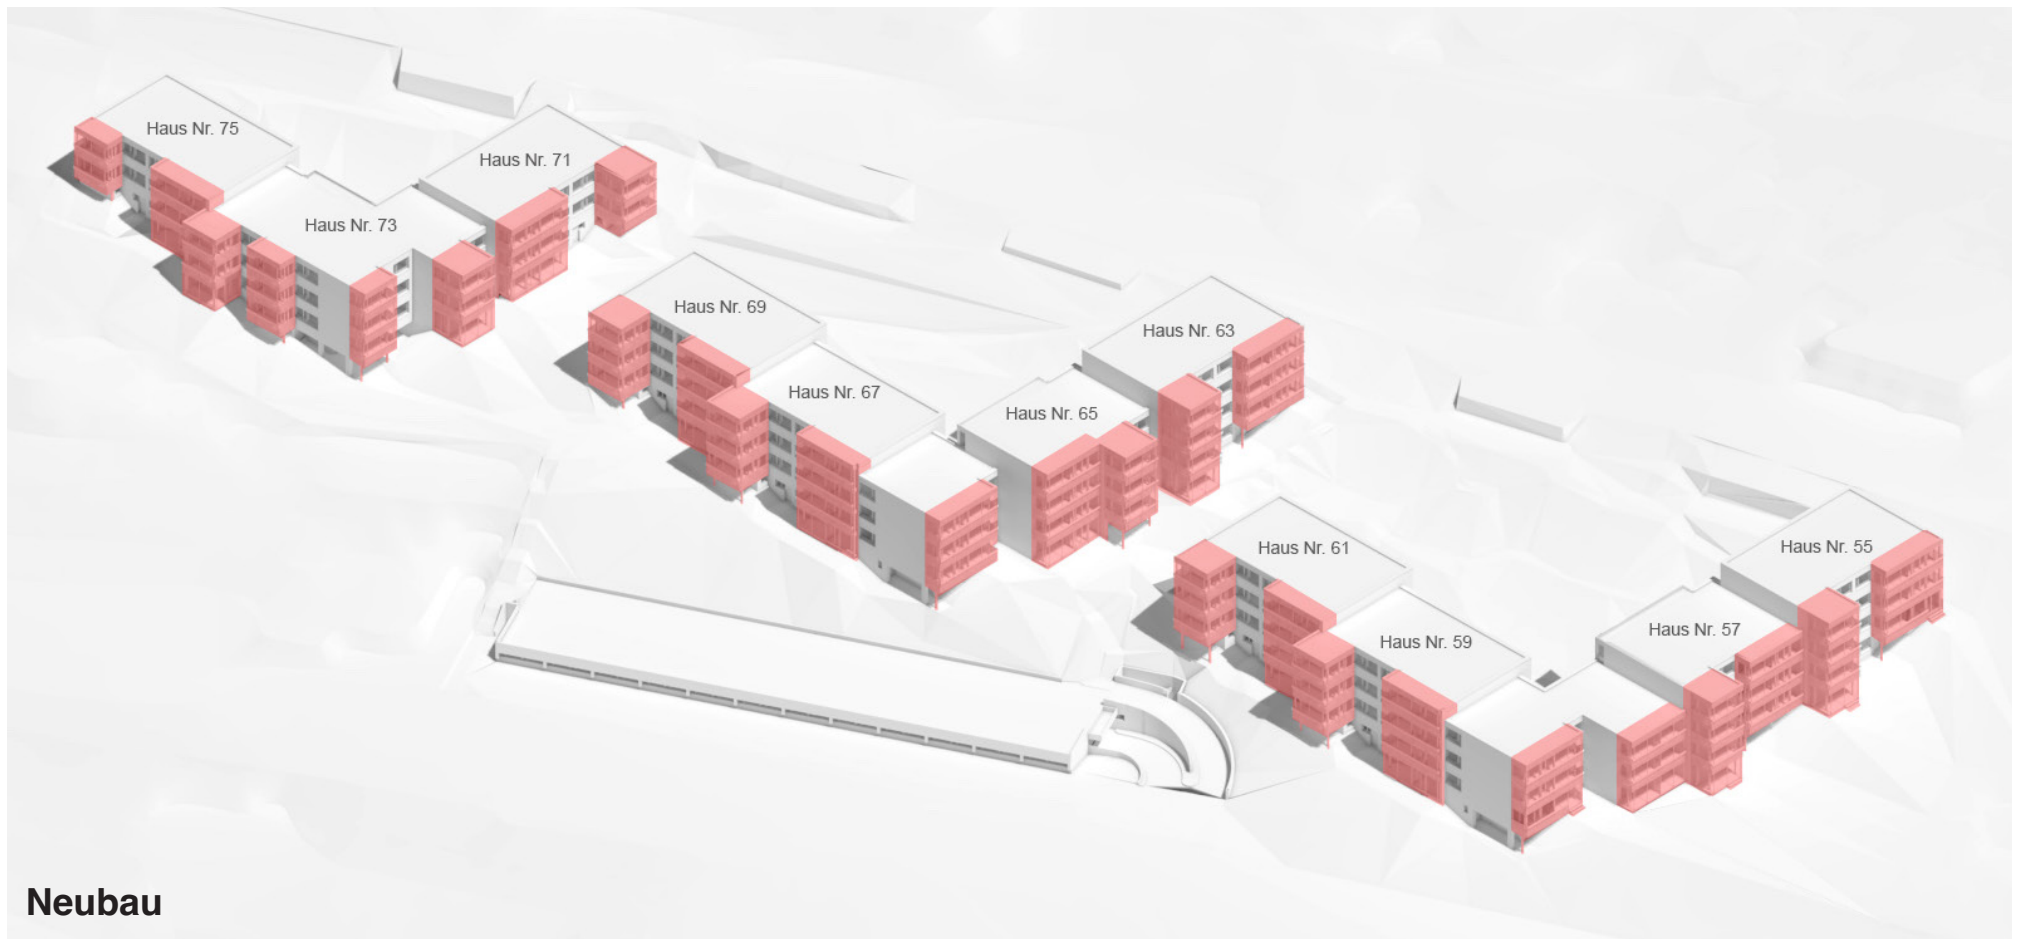 Haus Nr. 75
Haus Nr. 71
Haus Nr. 73
Haus Nr. 69
Haus Nr. 67
Haus Nr. 63
Haus Nr. 65
Haus Nr. 61
Haus Nr. 59
Haus Nr. 55
Haus Nr. 57
Neubau